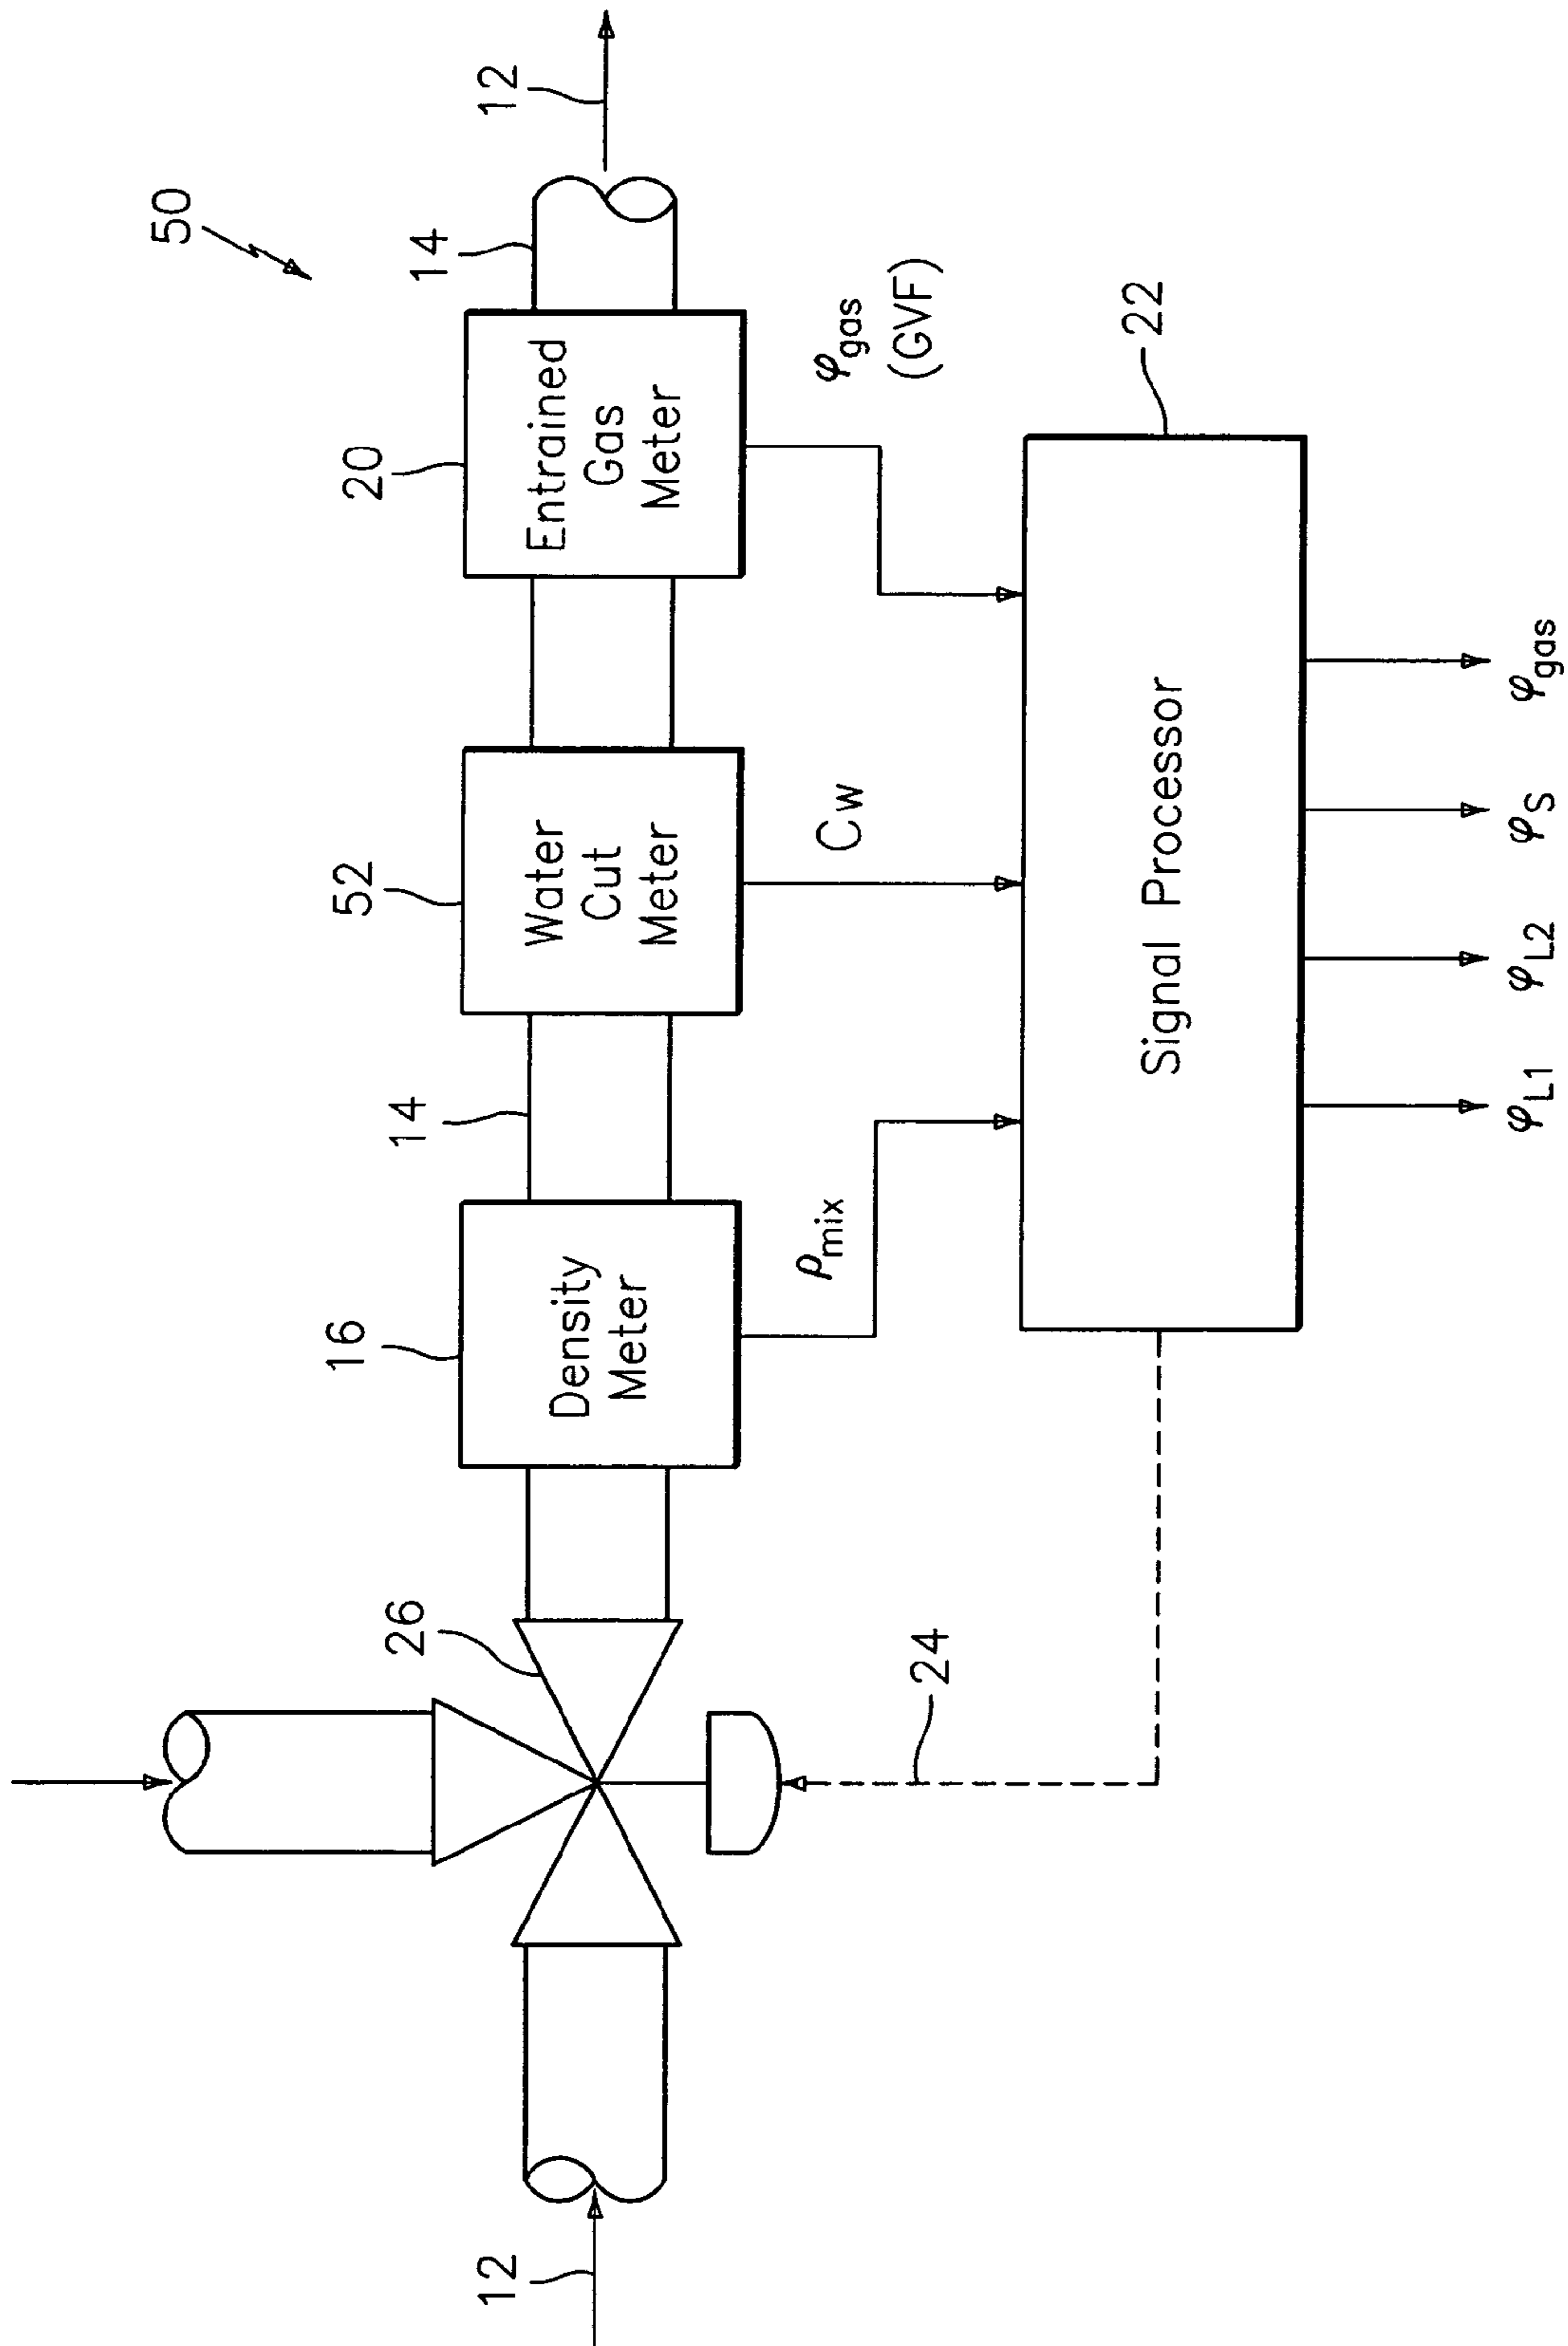 50
12
14
20
Entrained
Gas
Meter
52
Water
Cut
Meter
14
16
Density
Meter
26
12
φgas
(GVF)
Cw
ρmix
24
22
Signal Processor
φL1
φL2
φS
φgas